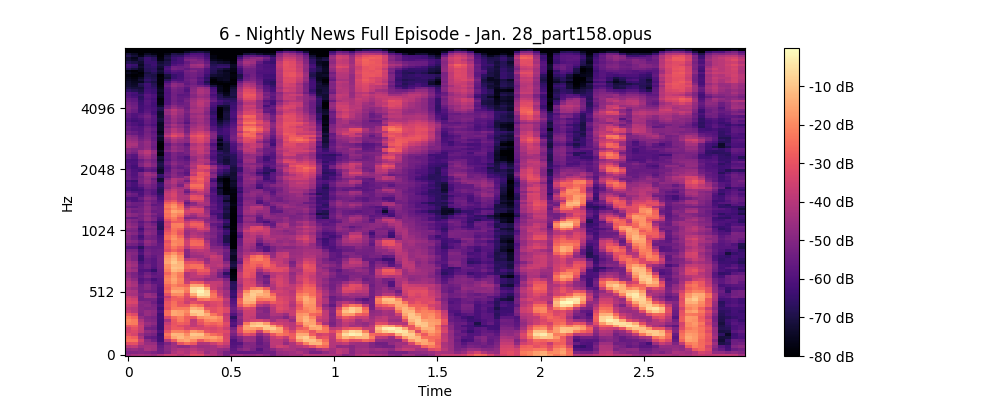 6 - Nightly News Full Episode - Jan. 28_part158.opus
Hz
4096
2048
1024
512
0
0
0.5
1
1.5
2
2.5
Time
-10 dB
-20 dB
-30 dB
-40 dB
-50 dB
-60 dB
-70 dB
-80 dB